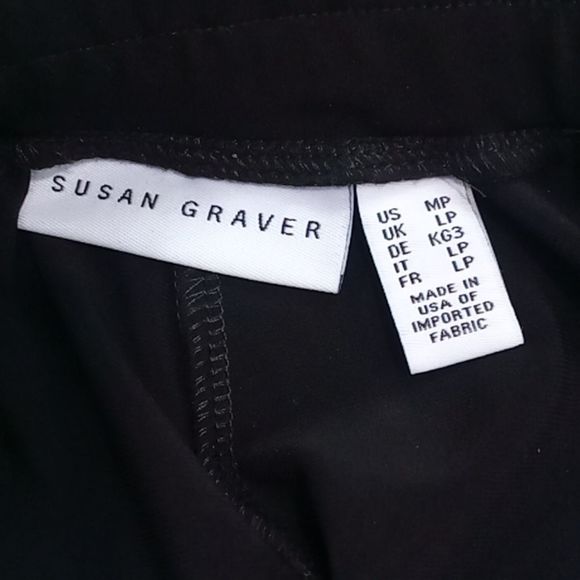 SUSAN GRAVER
US MP
UK LP
DE KG3
IT LP
FR LP
MADE IN
USA OF
IMPORTED
FABRIC